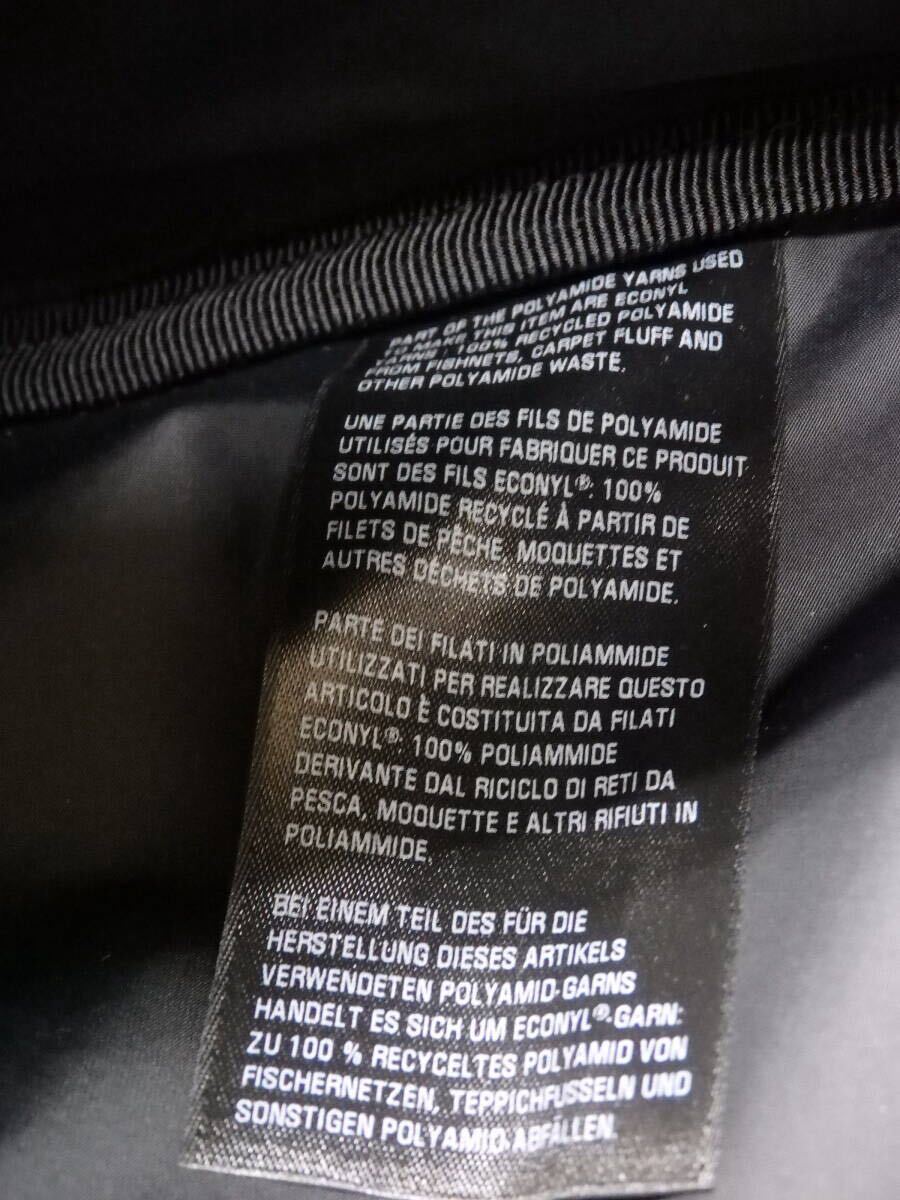 PART OF THE POLYAMIDE YARNS USED
TO MAKE THIS ITEM ARE ECONYL
YARNS : 100% RECYCLED POLYAMIDE
FROM FISHNETS, CARPET FLUFF AND
OTHER POLYAMIDE WASTE.
UNE PARTIE DES FILS DE POLYAMIDE
UTILISÉS POUR FABRIQUER CE PRODUIT
SONT DES FILS ECONYL®: 100%
POLYAMIDE RECYCLÉ À PARTIR DE
FILETS DE PÊCHE, MOQUETTES ET
AUTRES DÉCHETS DE POLYAMIDE.
PARTE DEI FILATI IN POLIAMMIDE
UTILIZZATI PER REALIZZARE QUESTO
ARTICOLO È COSTITUITA DA FILATI
ECONYL®: 100% POLIAMMIDE
DERIVANTE DAL RICICLO DI RETI DA
PESCA, MOQUETTE E ALTRI RIFIUTI IN
POLIAMMIDE.
BEI EINEM TEIL DES FÜR DIE
HERSTELLUNG DIESES ARTIKELS
VERWENDETEN POLYAMID-GARNS
HANDELT ES SICH UM ECONYL®-GARN:
ZU 100 % RECYCELTES POLYAMID VON
FISCHERNETZEN, TEPPICHFUSSELN UND
SONSTIGEN POLYAMID-ABFÄLLEN.